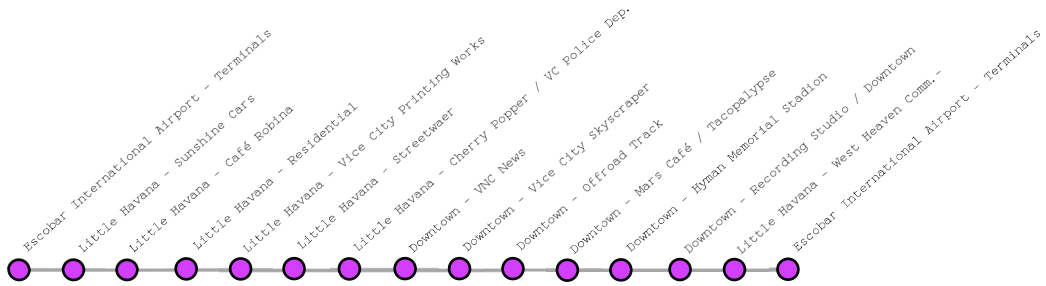 Escobar International Airport - Terminals
Little Havana - Sunshine Cars
Little Havana - Café Robina
Little Havana - Residential
Little Havana - Vice City Printing Works
Little Havana - Streetwaer
Little Havana - Cherry Popper / VC Police Dep.
Downtown - VNC News
Downtown - Vice City Skyscraper
Downtown - Offroad Track
Downtown - Mars Café / Tacopalypse
Downtown - Hyman Memorial Stadion
Downtown - Recording Studio / Downtown
Little Havana - West Heaven Comm.-
Escobar International Airport - Terminals